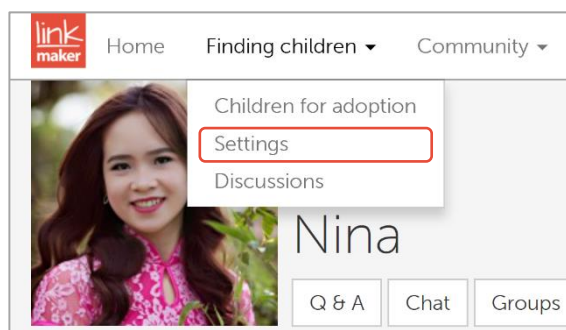 link
maker
Home Finding children Community
Children for adoption
Settings
Discussions
Nina
Q & A Chat Groups